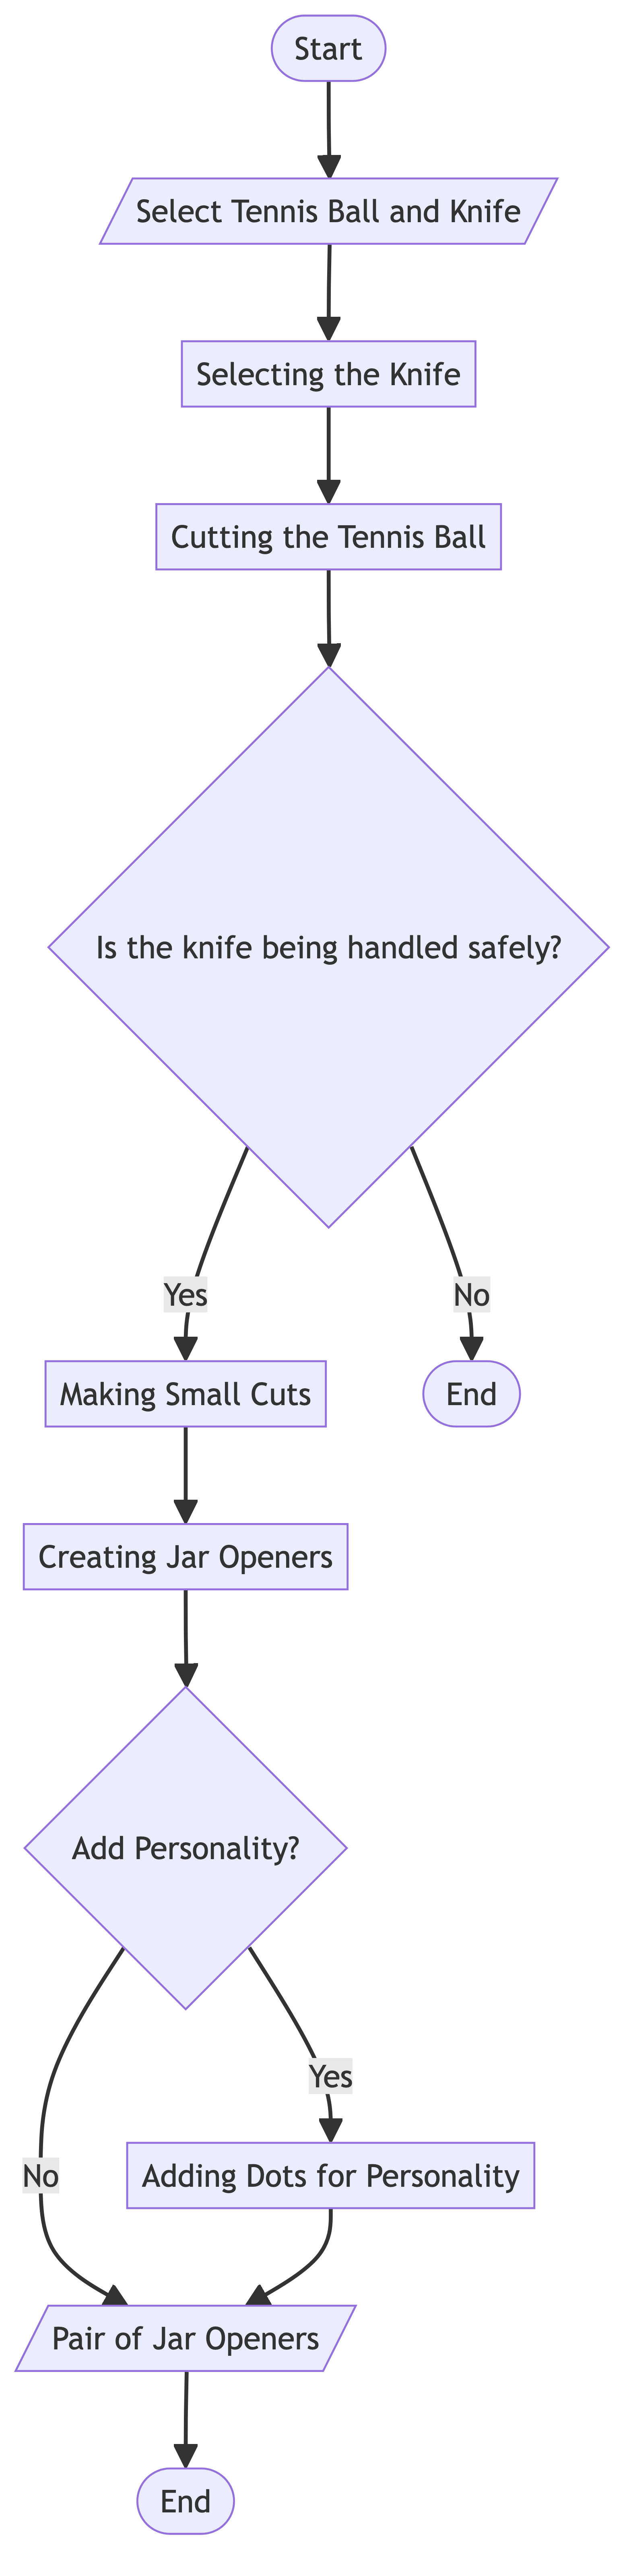 Start
Select Tennis Ball and Knife
Selecting the Knife
Cutting the Tennis Ball
Is the knife being handled safely?
Yes
No
Making Small Cuts
End
Creating Jar Openers
Add Personality?
Yes
No
Adding Dots for Personality
Pair of Jar Openers
End